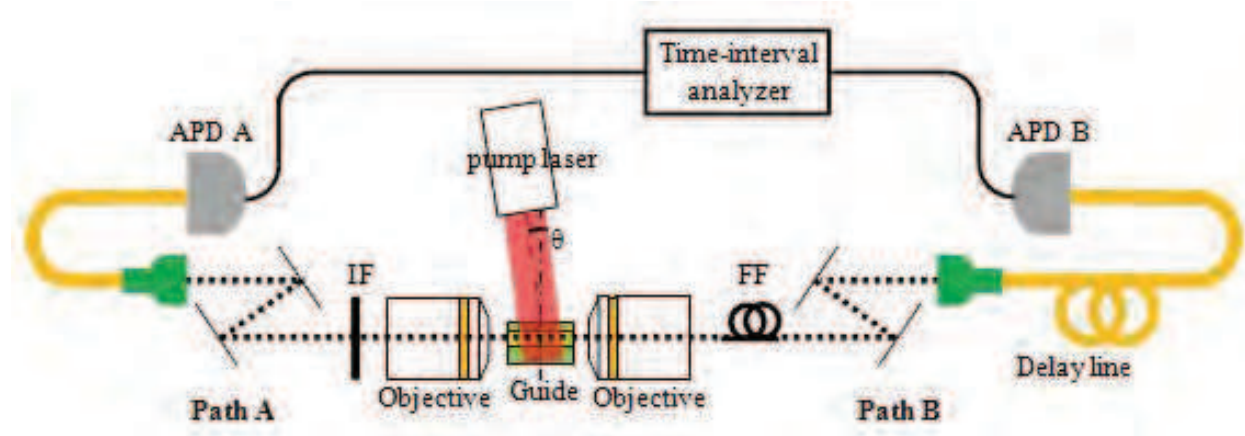 Time-interval
analyzer
APD A
APD B
pump laser
θ
IF
FF
Objective
Guide
Objective
Delay line
Path A
Path B